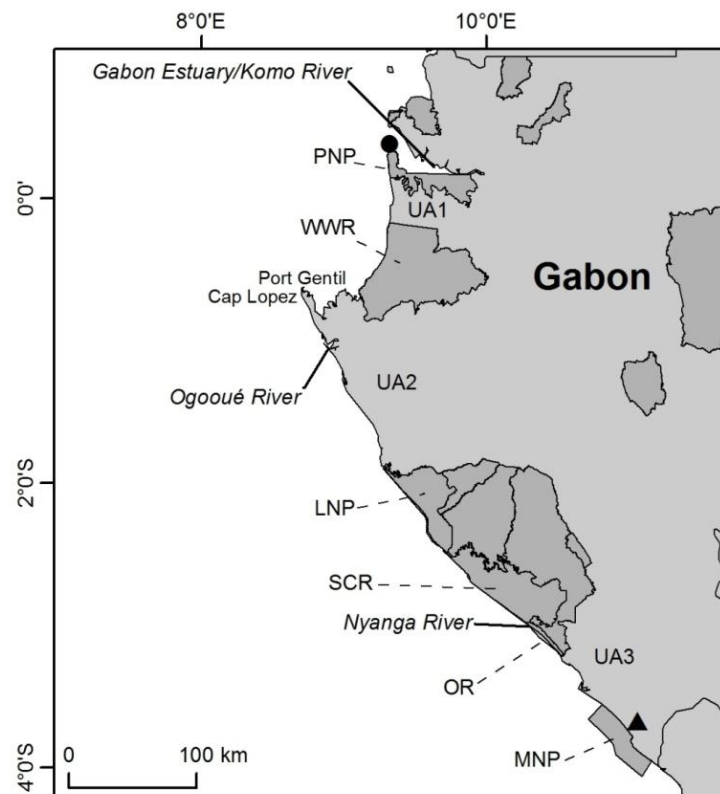 8°0'E
10°0'E
Gabon Estuary/Komo River
PNP
0°0'
UA1
WWR
Gabon
Port Gentil
Cap Lopez
UA2
Ogooué River
2°0'S
LNP
SCR
Nyanga River
UA3
OR
MNP
0
100 km
4°0'S